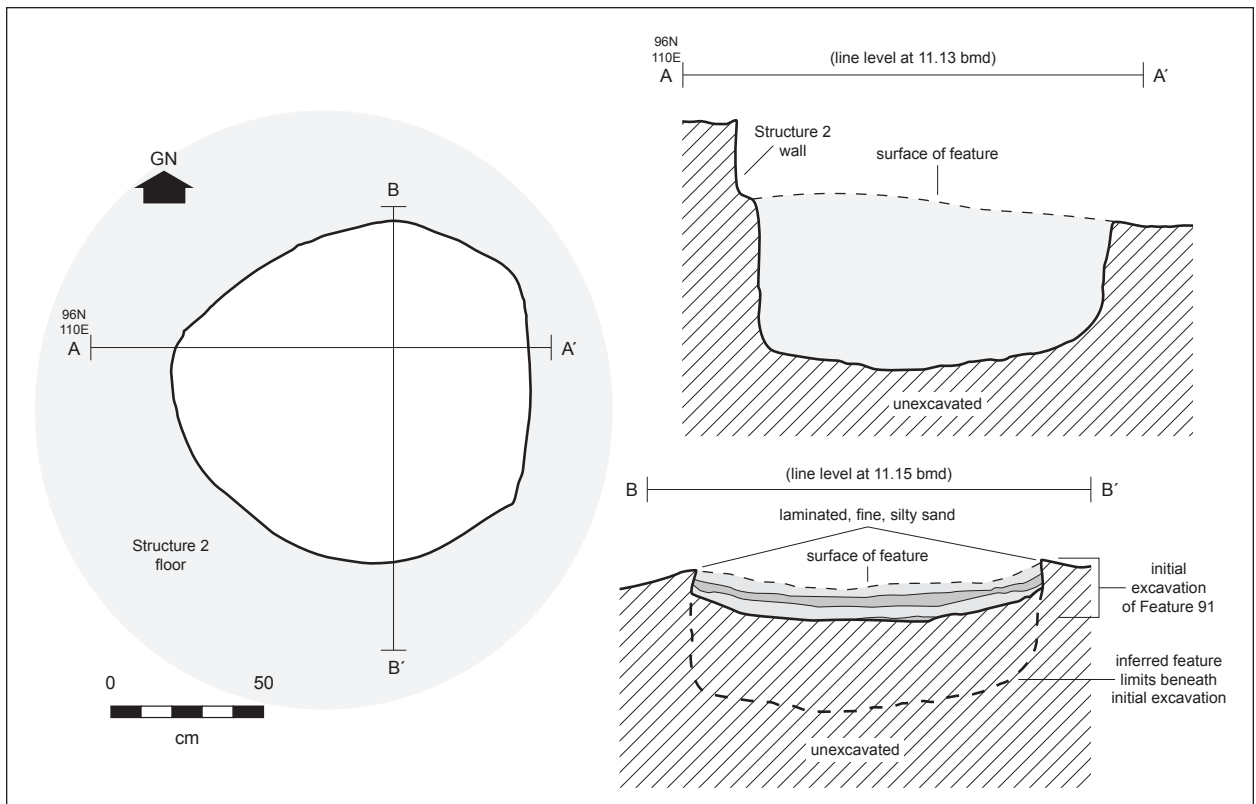 GN
B
96N
110E
A
A´
Structure 2
floor
B´
0
50
cm
96N
110E
A
(line level at 11.13 bmd)
A´
Structure 2
wall
surface of feature
unexcavated
(line level at 11.15 bmd)
B
B´
laminated, fine, silty sand
surface of feature
initial
excavation
of Feature 91
inferred feature
limits beneath
initial excavation
unexcavated